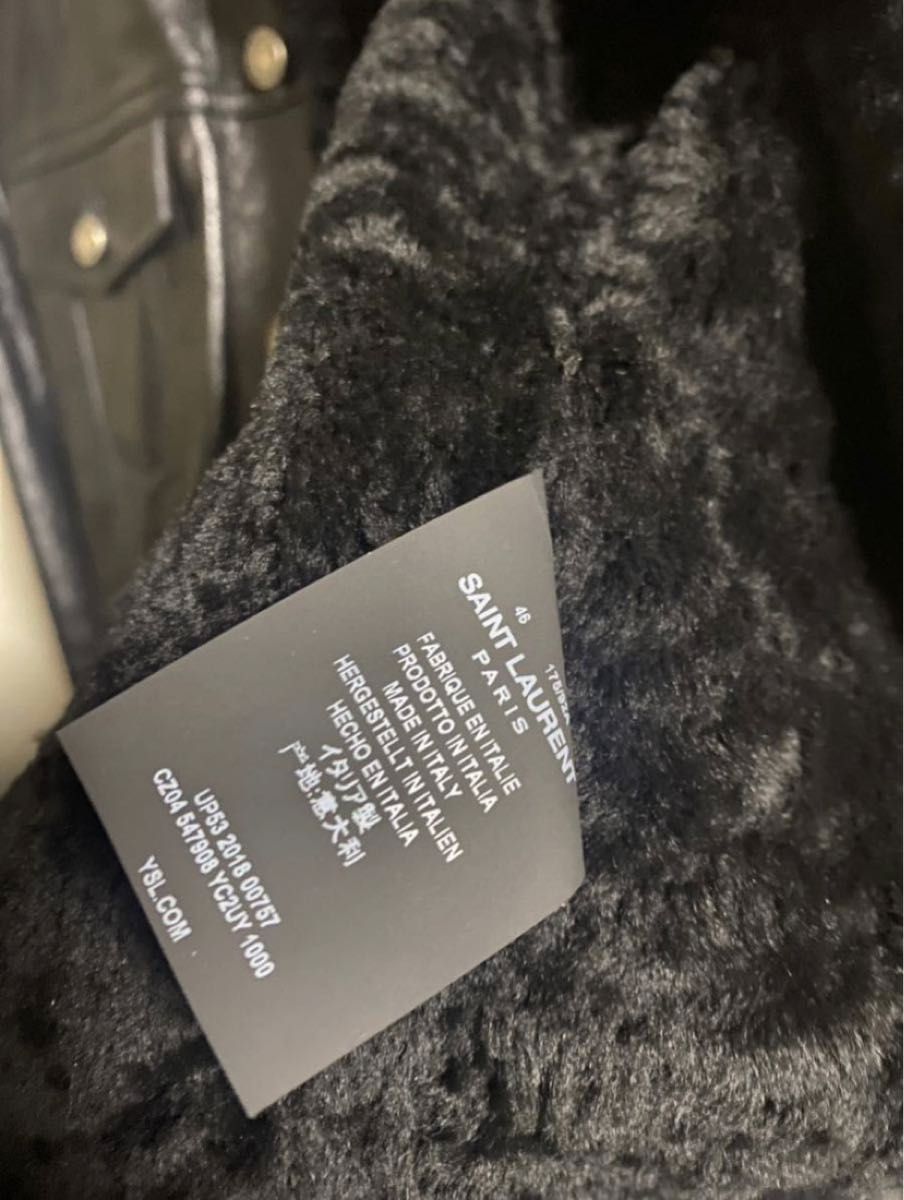 46
SAINT LAURENT
PARIS
FABRIQUE EN ITALIE
PRODOTTO IN ITALIA
MADE IN ITALY
HERGESTELLT IN ITALIEN
HECHO EN ITALIA
イタリア製
地:意大利
UP53 2018 00757
CZ04 547908 YC2UY 1000
YSL.COM